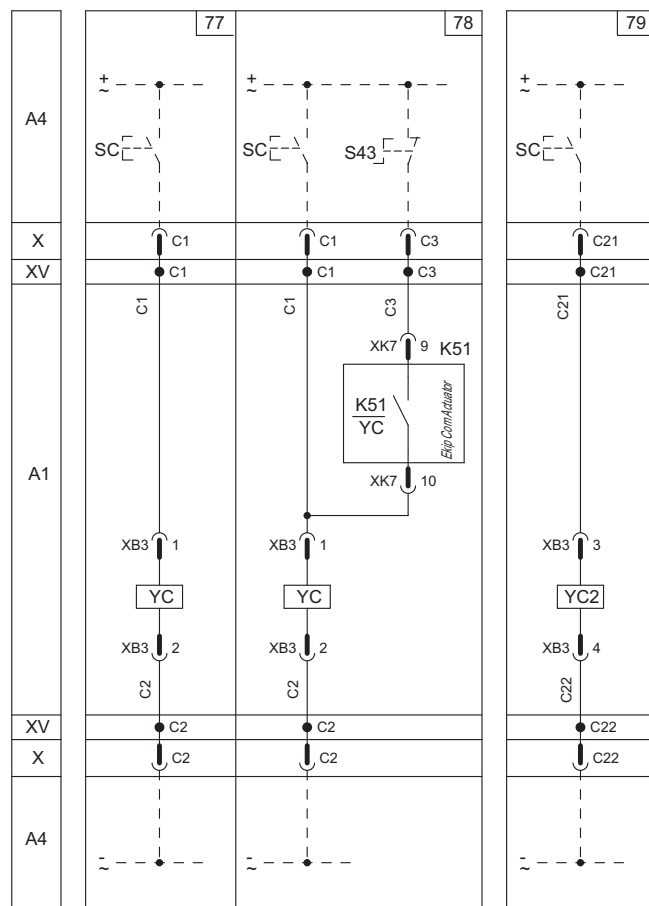 77 78 79
+ + +
~ ~ ~
A4
SC SC S43 SC
X C1 C1 C3 C21
XV C1 C1 C3 C21
C1 C1 C3 C21
XK7 9 K51
K51
YC
Ekip Com Actuator
A1
XK7 10
XB3 1 XB3 1 XB3 3
YC YC YC2
XB3 2 XB3 2 XB3 4
C2 C2 C22
XV C2 C2 C22
X C2 C2 C22
A4
- - -
~ ~ ~